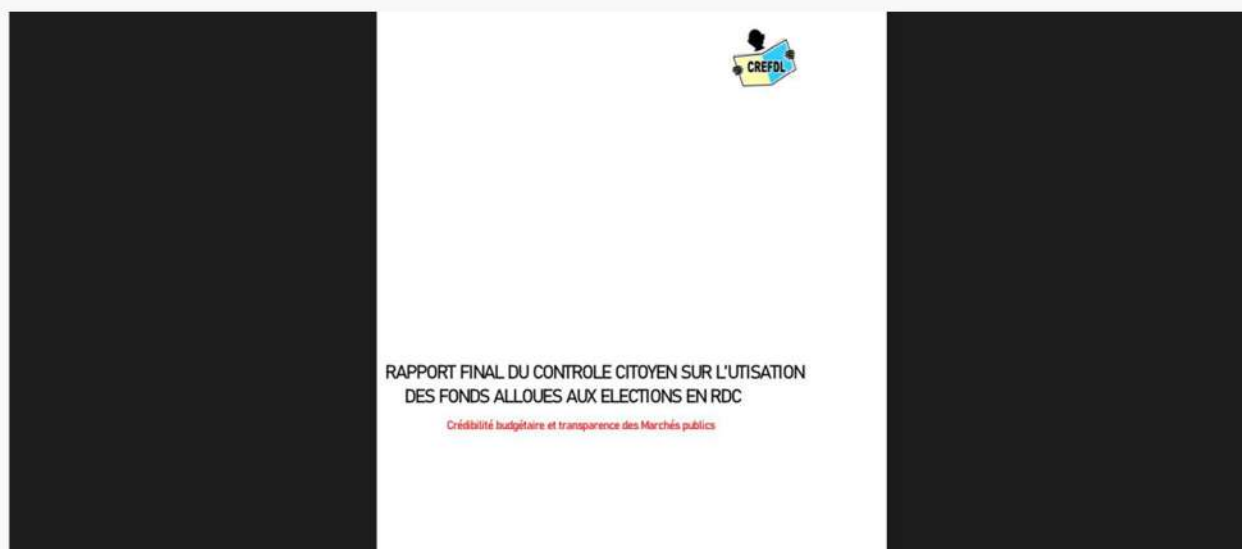 CREFDL
RAPPORT FINAL DU CONTROLE CITOYEN SUR L'UTISATION
DES FONDS ALLOUES AUX ELECTIONS EN RDC
Crédibilité budgétaire et transparence des Marchés publics